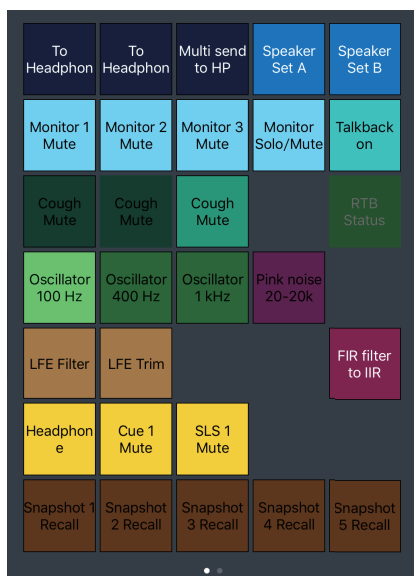 To
Headphon
To
Headphon
Multi send
to HP
Speaker
Set A
Speaker
Set B
Monitor 1
Mute
Monitor 2
Mute
Monitor 3
Mute
Monitor
Solo/Mute
Talkback
on
Cough
Mute
Cough
Mute
Cough
Mute
RTB
Status
Oscillator
100 Hz
Oscillator
400 Hz
Oscillator
1 kHz
Pink noise
20-20k
LFE Filter
LFE Trim
FIR filter
to IIR
Headphon
e
Cue 1
Mute
SLS 1
Mute
Snapshot 1
Recall
Snapshot
2 Recall
Snapshot
3 Recall
Snapshot
4 Recall
Snapshot
5 Recall